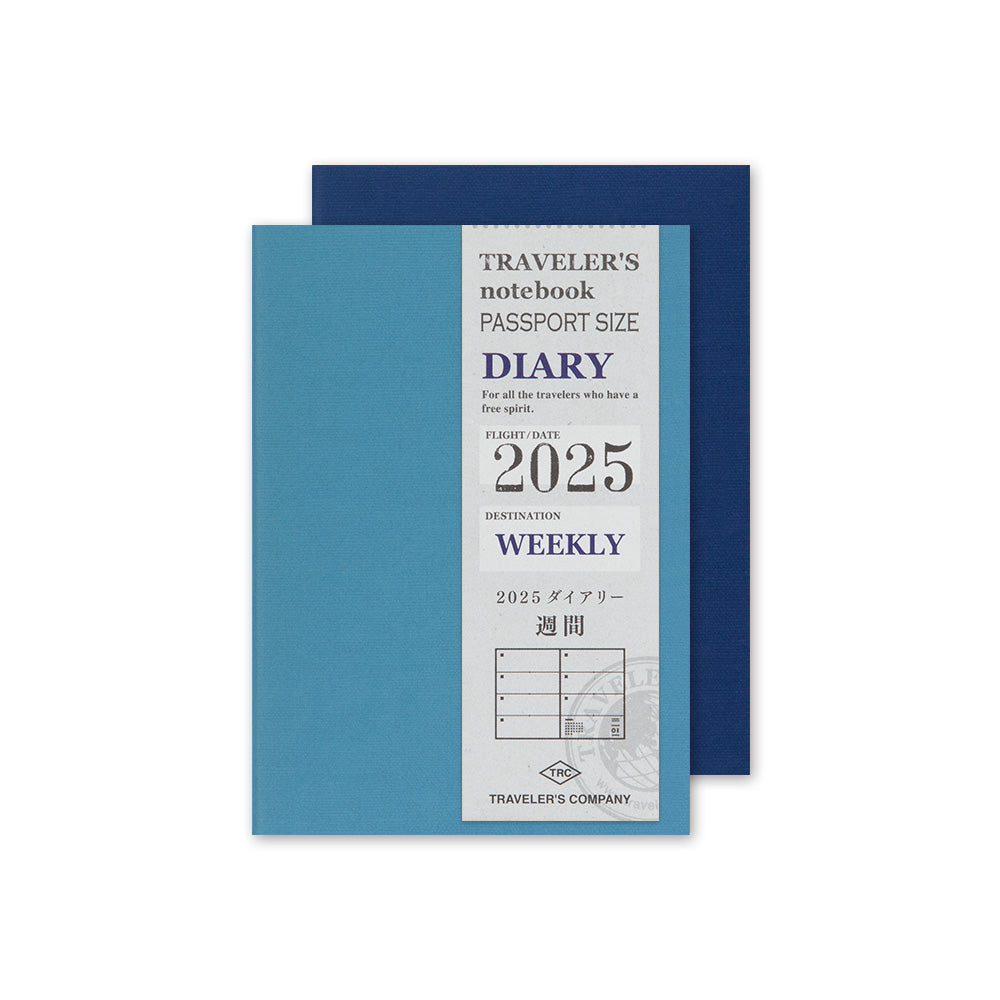 TRAVELER'S
notebook
PASSPORT SIZE
DIARY
For all the travelers who have a
free spirit.
FLIGHT/DATE
2025
DESTINATION
WEEKLY
2025 ダイアリー
週間
TRC
TRAVELER'S COMPANY